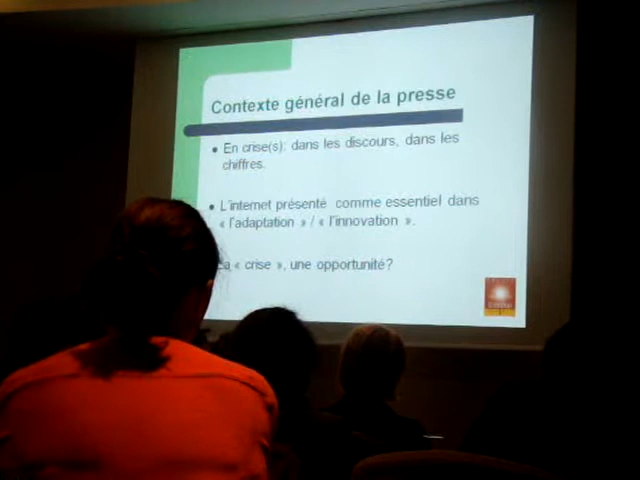 Contexte général de la presse
• En crise(s): dans les discours, dans les
chiffres.
• L'internet présenté comme essentiel dans
« l'adaptation » / « l'innovation ».
La « crise », une opportunité?